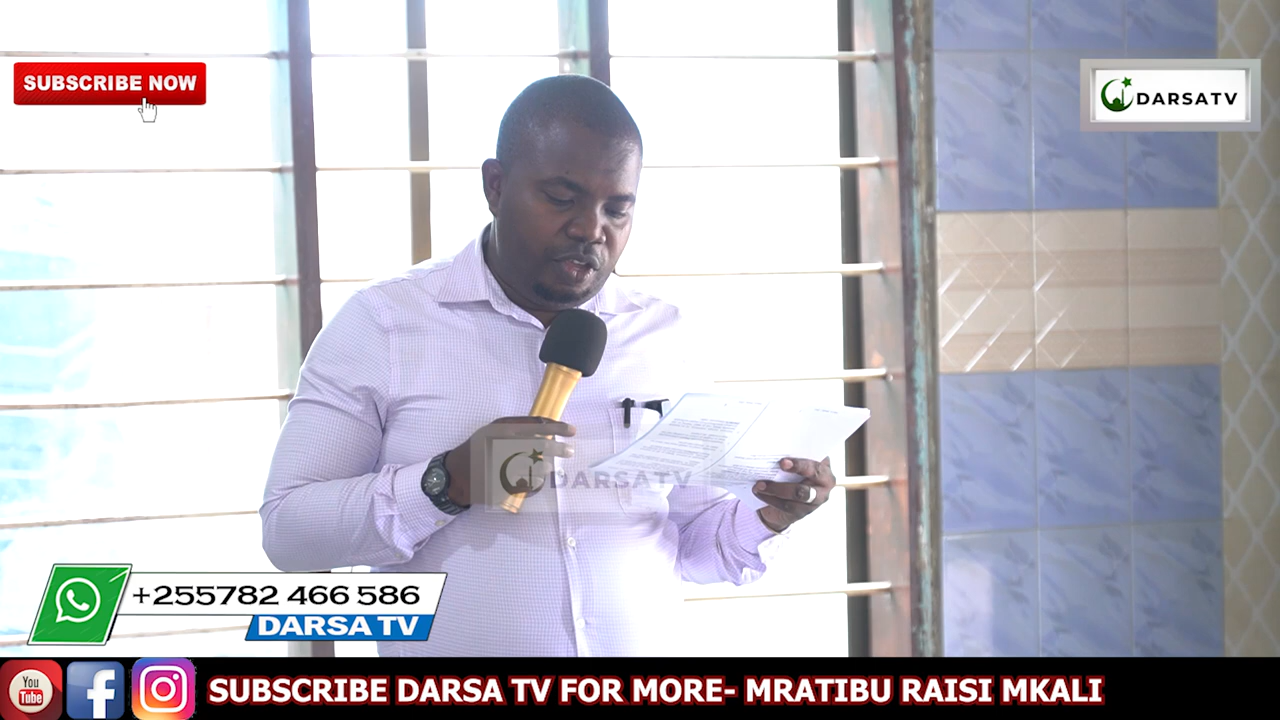 SUBSCRIBE NOW
DARSATV
DARSATV
+255782 466 586
DARSA TV
You
Tube
SUBSCRIBE DARSA TV FOR MORE- MRATIBU RAISI MKALI